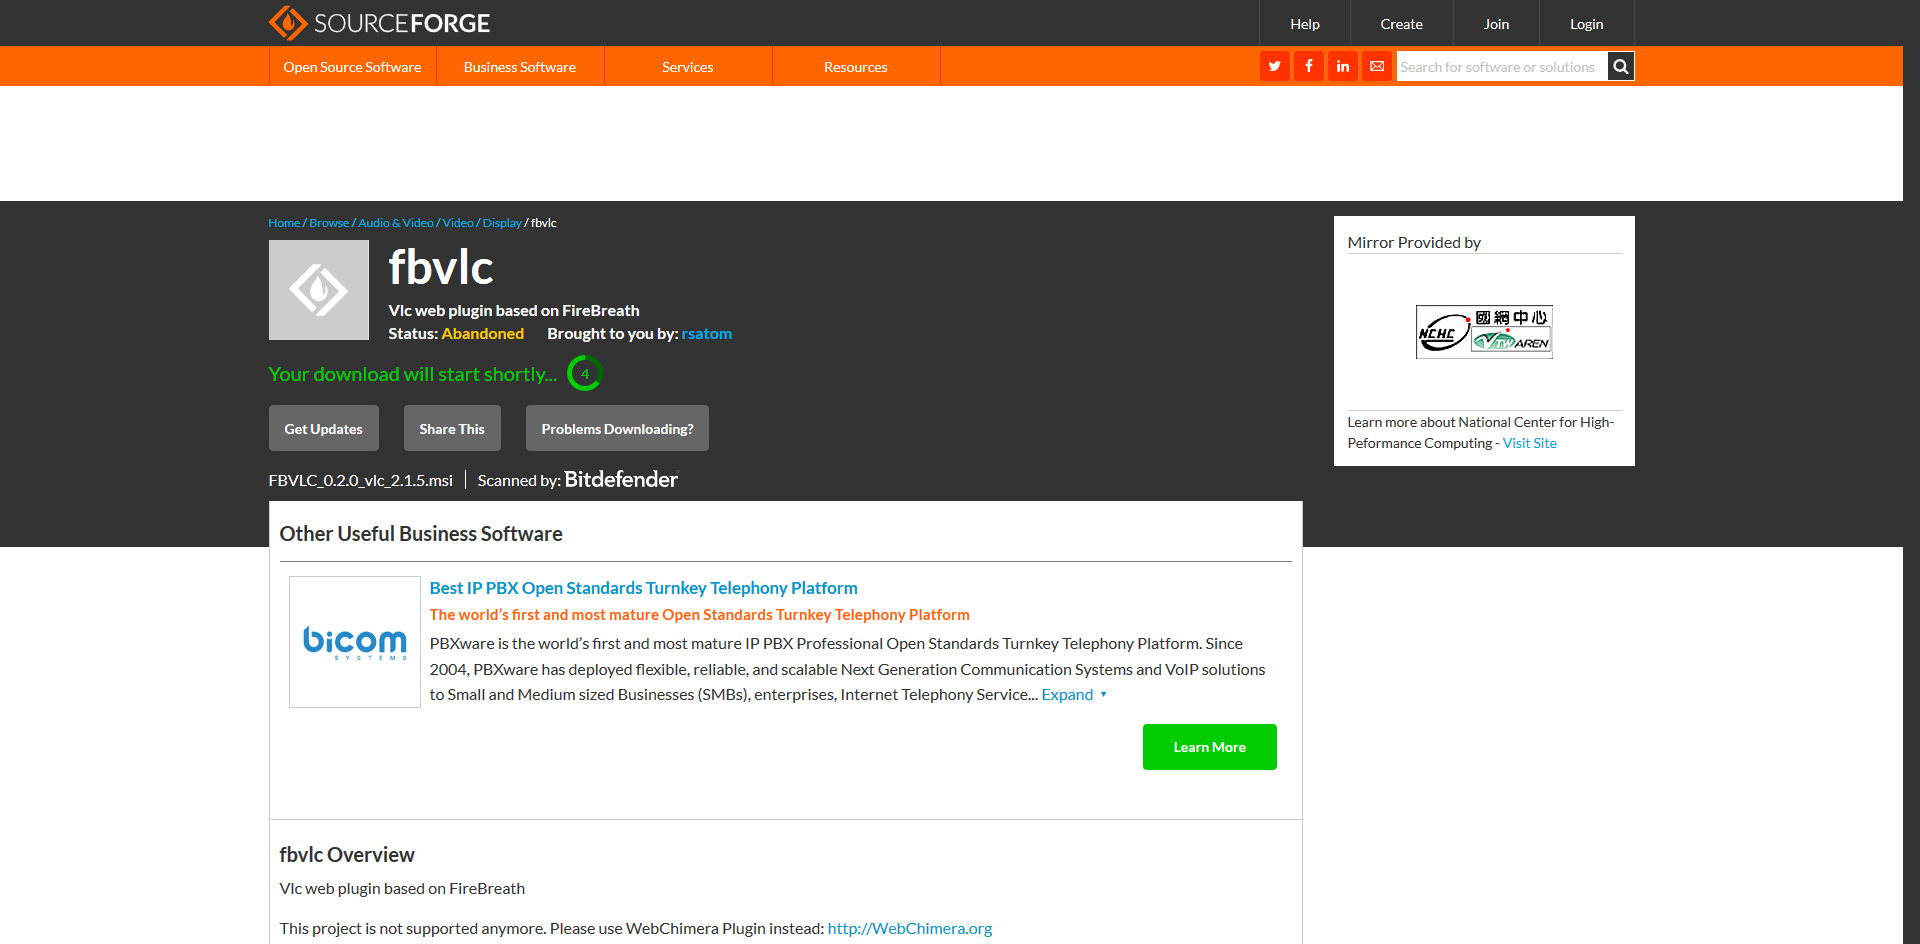 SOURCEFORGE
Help
Create
Join
Login
Open Source Software
Business Software
Services
Resources
Search for software or solutions
Home / Browse / Audio & Video / Video / Display / fbvlc
fbvlc
Vlc web plugin based on FireBreath
Status: Abandoned Brought to you by: rsatom
Your download will start shortly... 4
Get Updates
Share This
Problems Downloading?
FBVLC_0.2.0_vlc_2.1.5.msi Scanned by: Bitdefender
Mirror Provided by
國網中心
NCHC
TWAREN
Learn more about National Center for High-
Peformance Computing - Visit Site
Other Useful Business Software
bicom
SYSTEMS
Best IP PBX Open Standards Turnkey Telephony Platform
The world’s first and most mature Open Standards Turnkey Telephony Platform
PBXware is the world’s first and most mature IP PBX Professional Open Standards Turnkey Telephony Platform. Since
2004, PBXware has deployed flexible, reliable, and scalable Next Generation Communication Systems and VoIP solutions
to Small and Medium sized Businesses (SMBs), enterprises, Internet Telephony Service... Expand
Learn More
fbvlc Overview
Vlc web plugin based on FireBreath
This project is not supported anymore. Please use WebChimera Plugin instead: http://WebChimera.org